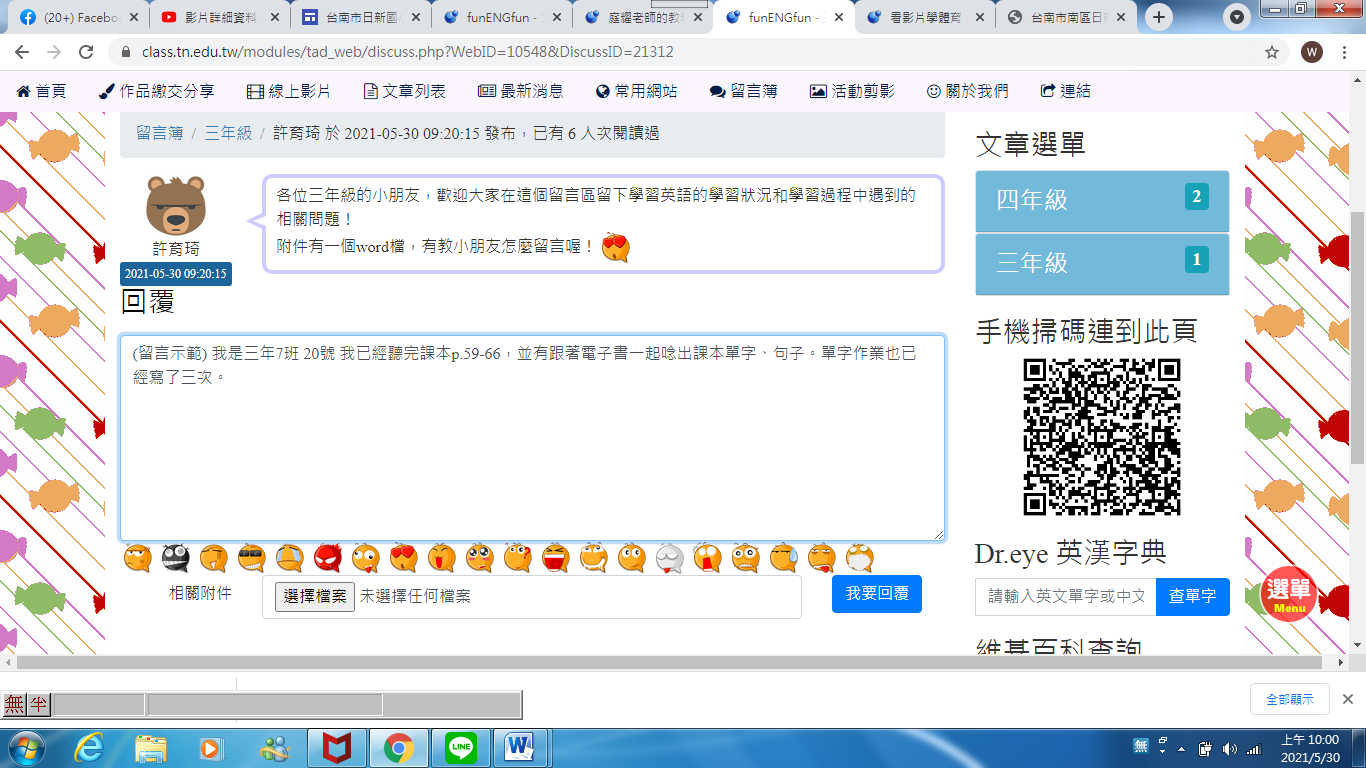 (20+) Facebo
影片詳細資料
台南市日新國
funENGfun -
庭燿老師的教
funENGfun -
看影片學體育
台南市南區日
class.tn.edu.tw/modules/tad_web/discuss.php?WebID=10548&DiscussID=21312
W
首頁 作品繳交分享 線上影片 文章列表 最新消息 常用網站 留言簿 活動剪影 關於我們 連結
留言簿 / 三年級 / 許育琦 於 2021-05-30 09:20:15 發布，已有 6 人次閱讀過
各位三年級的小朋友，歡迎大家在這個留言區留下學習英語的學習狀況和學習過程中遇到的
相關問題！
附件有一個word檔，有教小朋友怎麼留言喔！
許育琦
2021-05-30 09:20:15
回覆
(留言示範) 我是三年7班 20號 我已經聽完課本p.59-66，並有跟著電子書一起唸出課本單字、句子。單字作業也已
經寫了三次。
相關附件
選擇檔案 未選擇任何檔案
我要回覆
文章選單
四年級 2
三年級 1
手機掃碼連到此頁
Dr.eye 英漢字典
請輸入英文單字或中文
查單字
選單
Menu
維基百科查詢
無 半
全部顯示
LINE
W
無
上午 10:00
2021/5/30